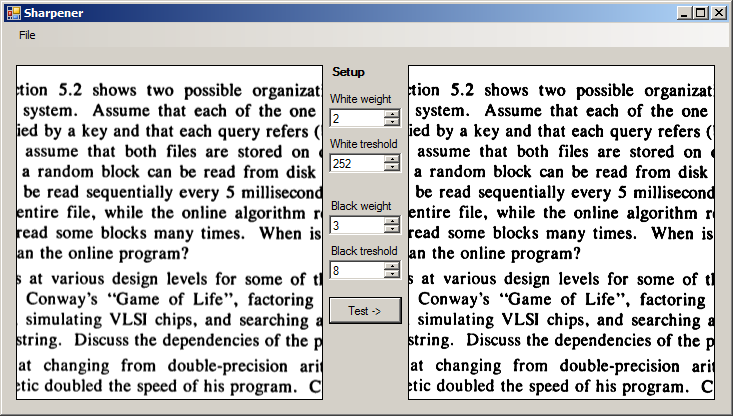 Sharpener
File
tion 5.2 shows two possible organizat
system. Assume that each of the one
ied by a key and that each query refers (
assume that both files are stored on
a random block can be read from disk
be read sequentially every 5 millisecond
entire file, while the online algorithm
read some blocks many times. When is
an the online program?
s at various design levels for some of
Conway's "Game of Life", factoring
simulating VLSI chips, and searching a
string. Discuss the dependencies of the p
at changing from double-precision arit
etic doubled the speed of his program. C
Setup
White weight
2
White treshold
252
Black weight
3
Black treshold
8
Test ->
tion 5.2 shows two possible organizat
system. Assume that each of the one
ied by a key and that each query refers (
assume that both files are stored on
a random block can be read from disk
be read sequentially every 5 millisecond
entire file, while the online algorithm
read some blocks many times. When is
an the online program?
s at various design levels for some of
Conway's "Game of Life", factoring
simulating VLSI chips, and searching a
string. Discuss the dependencies of the p
at changing from double-precision arit
etic doubled the speed of his program. C